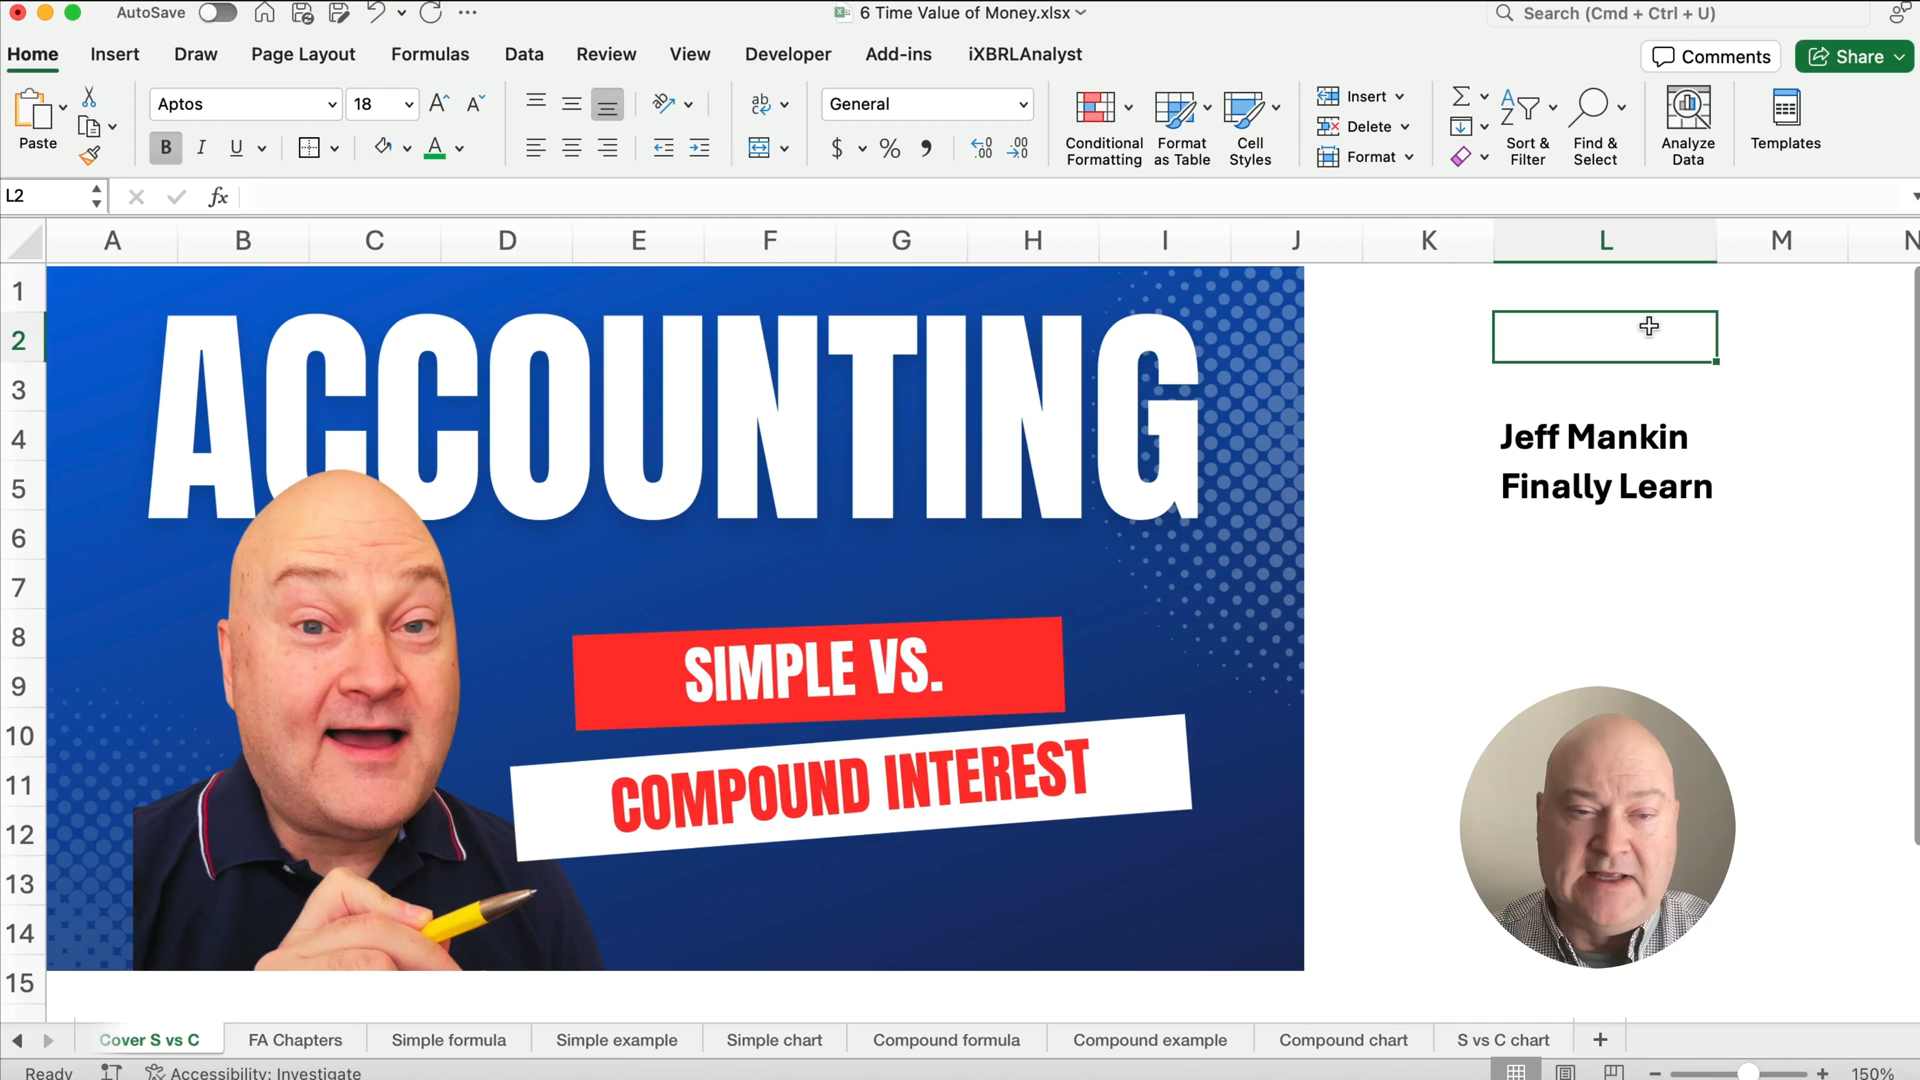 AutoSave
6 Time Value of Money.xlsx
Search (Cmd + Ctrl + U)
Home Insert Draw Page Layout Formulas Data Review View Developer Add-ins iXBRLAnalyst
Comments Share
Paste
Aptos 18
B I U
General
$ %
Conditional Formatting
Format as Table
Cell Styles
Insert
Delete
Format
Sort & Filter
Find & Select
Analyze Data
Templates
L2 fx
A B C D E F G H I J K L M N
1
2
3
4
5
6
7
8
9
10
11
12
13
14
15
ACCOUNTING
SIMPLE VS.
COMPOUND INTEREST
Jeff Mankin
Finally Learn
Cover S vs C FA Chapters Simple formula Simple example Simple chart Compound formula Compound example Compound chart S vs C chart
Ready Accessibility: Investigate 150%